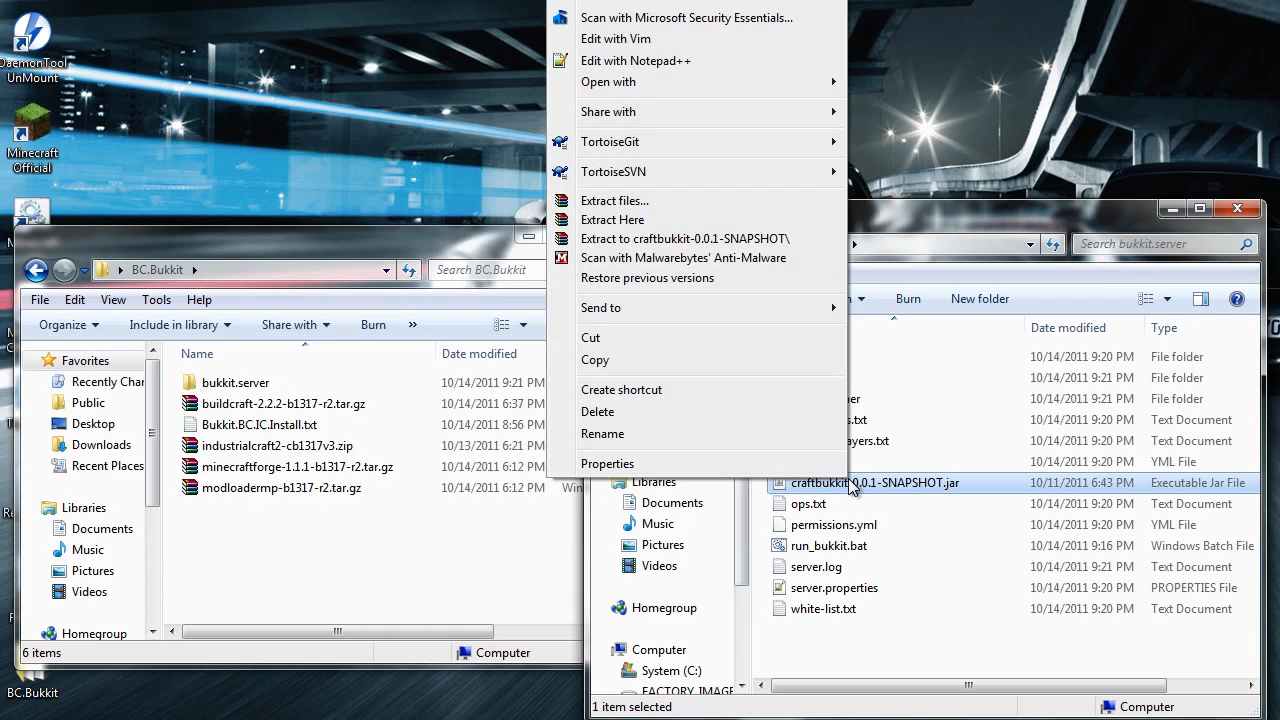 DaemonTool
UnMount
Minecraft
Official
BC.Bukkit
Scan with Microsoft Security Essentials...
Edit with Vim
Edit with Notepad++
Open with
Share with
TortoiseGit
TortoiseSVN
Extract files...
Extract Here
Extract to craftbukkit-0.0.1-SNAPSHOT\
Scan with Malwarebytes' Anti-Malware
Restore previous versions
Send to
Cut
Copy
Create shortcut
Delete
Rename
Properties
BC.Bukkit
Search BC.Bukkit
File Edit View Tools Help
Organize Include in library Share with Burn »
Name Date modified
Favorites
Recently Char
Public
Desktop
Downloads
Recent Places
Libraries
Documents
Music
Pictures
Videos
Homegroup
bukkit.server 10/14/2011 9:21 PM
buildcraft-2.2.2-b1317-r2.tar.gz 10/14/2011 6:37 PM
Bukkit.BC.IC.Install.txt 10/14/2011 8:56 PM
industrialcraft2-cb1317v3.zip 10/13/2011 6:21 PM
minecraftforge-1.1.1-b1317-r2.tar.gz 10/14/2011 6:12 PM
modloadermp-b1317-r2.tar.gz 10/14/2011 6:12 PM Win
6 items Computer
Search bukkit.server
Burn New folder
Date modified Type
10/14/2011 9:20 PM File folder
10/14/2011 9:21 PM File folder
er 10/14/2011 9:21 PM File folder
s.txt 10/14/2011 9:20 PM Text Document
ayers.txt 10/14/2011 9:20 PM Text Document
10/14/2011 9:20 PM YML File
craftbukkit-0.0.1-SNAPSHOT.jar 10/11/2011 6:43 PM Executable Jar File
ops.txt 10/14/2011 9:20 PM Text Document
permissions.yml 10/14/2011 9:20 PM YML File
run_bukkit.bat 10/14/2011 9:16 PM Windows Batch File
server.log 10/14/2011 9:21 PM Text Document
server.properties 10/14/2011 9:20 PM PROPERTIES File
white-list.txt 10/14/2011 9:20 PM Text Document
Libraries
Documents
Music
Pictures
Videos
Homegroup
Computer
System (C:)
FACTORY_IMAGE
1 item selected Computer